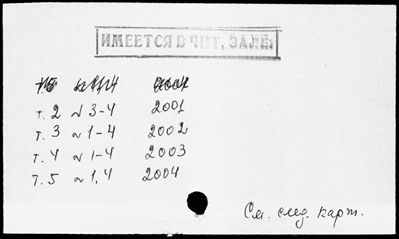 ИМЕЕТСЯ В ЧИТ. ЗАЛЕ:
т. 2 № 3-4 2001
т. 3 № 1-4 2002
т. 4 № 1-4 2003
т. 5 № 1,4 2004
См. след. карт.